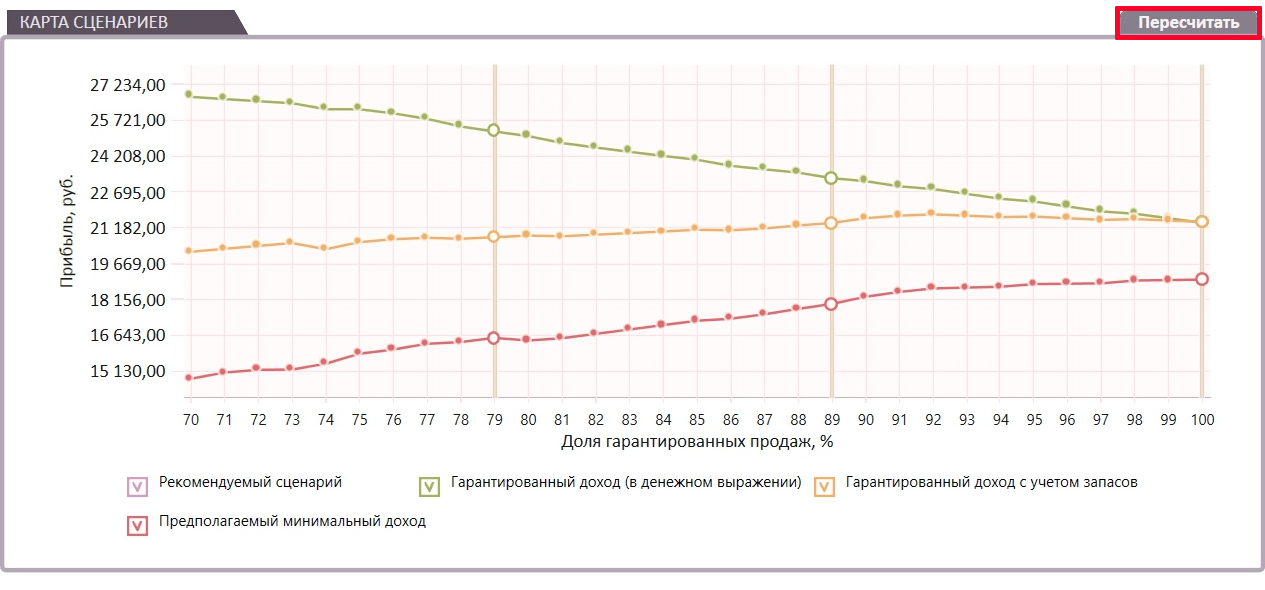 КАРТА СЦЕНАРИЕВ
Пересчитать
27 234,00
25 721,00
24 208,00
22 695,00
21 182,00
19 669,00
18 156,00
16 643,00
15 130,00
Прибыль, руб.
70 71 72 73 74 75 76 77 78 79 80 81 82 83 84 85 86 87 88 89 90 91 92 93 94 95 96 97 98 99 100
Доля гарантированных продаж, %
Рекомендуемый сценарий
Гарантированный доход (в денежном выражении)
Гарантированный доход с учетом запасов
Предполагаемый минимальный доход